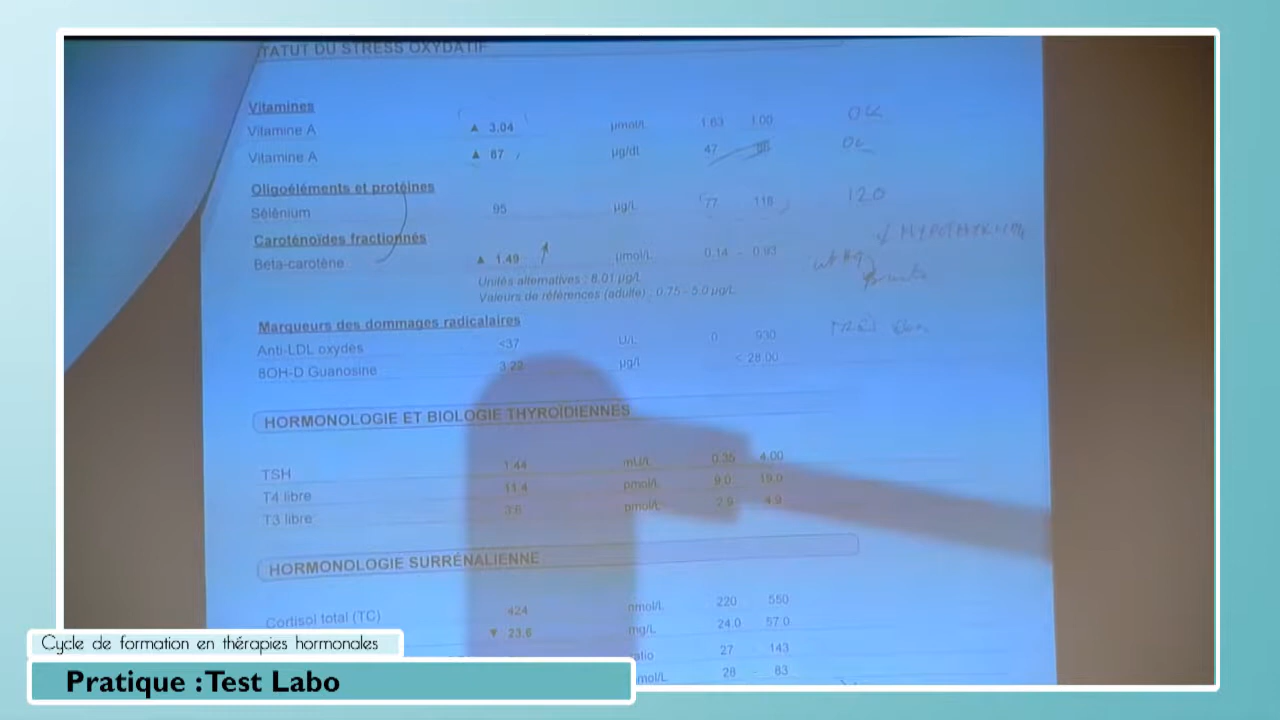 TATUT DU STRESS OXYDATIF
Vitamines
Vitamine A ▲ 3.04 µmol/L 1.63 1.00 OK
Vitamine A ▲ 87 µg/dl 47
Oligoéléments et protéines
Sélénium 95 µg/L 77 118 120
Caroténoïdes fractionnés
Beta-carotène ▲ 1.49 µmol/L 0.14 - 0.93
Unités alternatives : 8.01 µg/L
Valeurs de références (adulte) : 0.75 - 5.0 µg/L
Marqueurs des dommages radicalaires
Anti-LDL oxydés <37 U/L 0 930
8OH-D Guanosine 3.22 µg/l < 28.00
HORMONOLOGIE ET BIOLOGIE THYROÏDIENNES
TSH 1.44 mU/L 0.35 4.00
T4 libre 11.4 pmol/L 9.0 19.0
T3 libre 3.6 pmol/L 2.9 4.9
HORMONOLOGIE SURRÉNALIENNE
Cortisol total (TC) 424 nmol/L 220 550
▼ 23.6 mg/L 24.0 57.0
ratio 27 - 143
mol/L 28 - 83
Cycle de formation en thérapies hormonales
Pratique : Test Labo